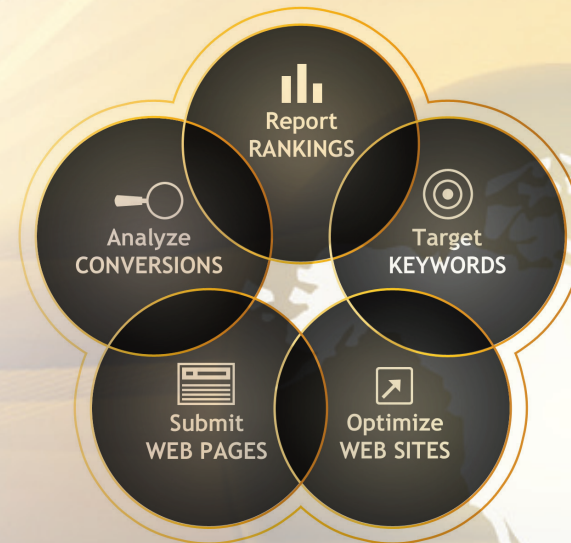 Report
RANKINGS
Analyze
CONVERSIONS
Target
KEYWORDS
Submit
WEB PAGES
Optimize
WEB SITES